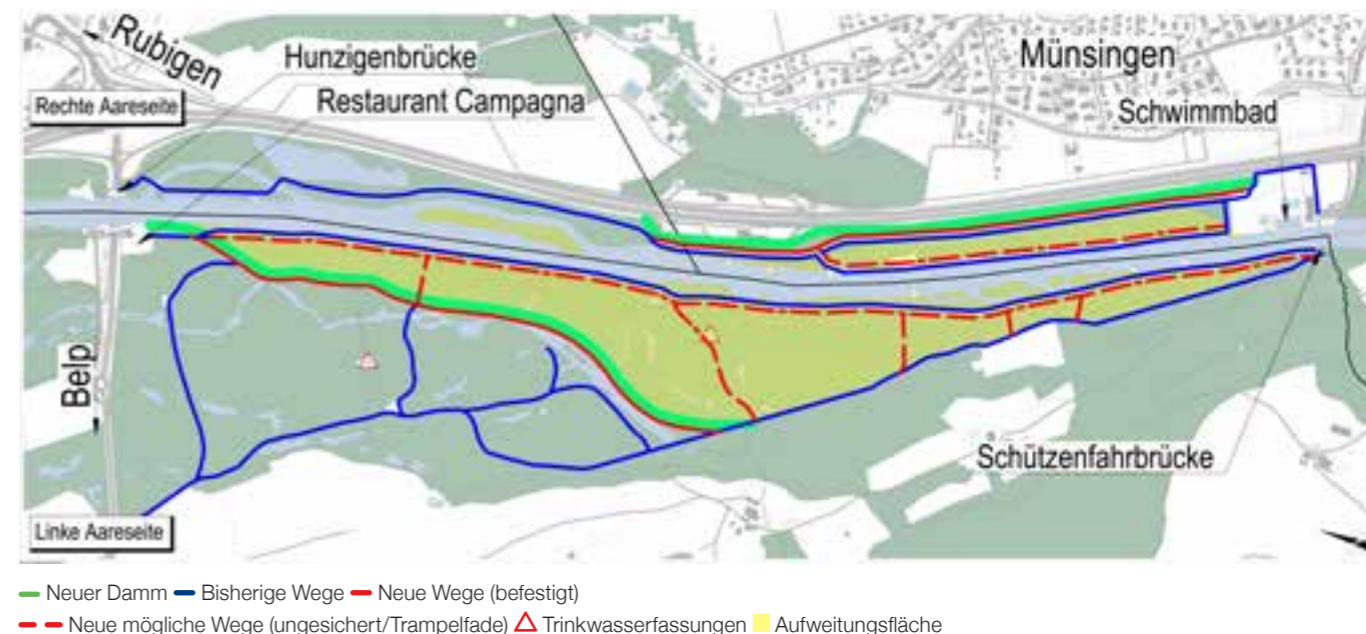 Rubigen
Münsingen
Hunzigenbrücke
Rechte Aareseite
Restaurant Campagna
Schwimmbad
Belp
Schützenfahrbrücke
Linke Aareseite
Neuer Damm Bisherige Wege Neue Wege (befestigt)
Neue mögliche Wege (ungesichert/Trampelfade) Trinkwasserfassungen Aufweitungsfläche